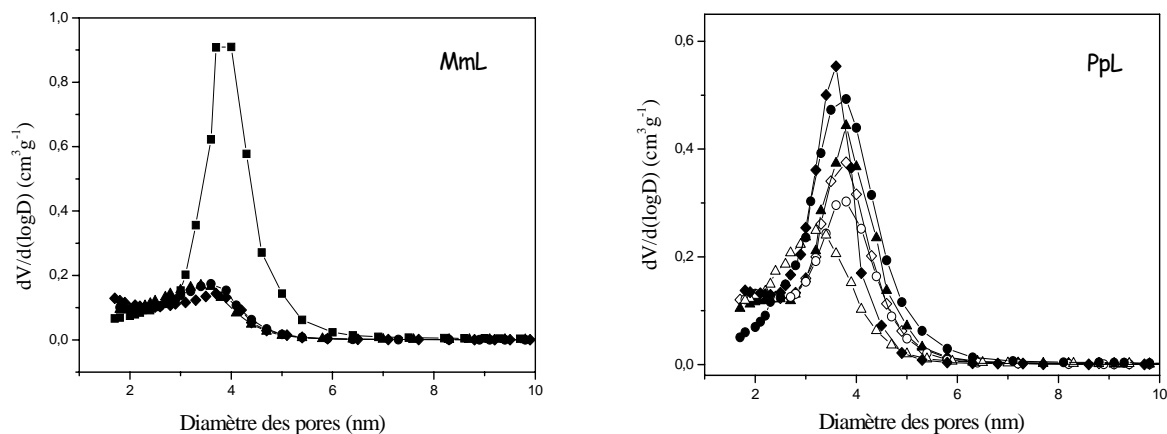 MmL
dV/d(logD) (cm³g⁻¹)
1,0
0,8
0,6
0,4
0,2
0,0
2 4 6 8 10
Diamètre des pores (nm)
PpL
dV/d(logD) (cm³g⁻¹)
0,6
0,4
0,2
0,0
2 4 6 8 10
Diamètre des pores (nm)